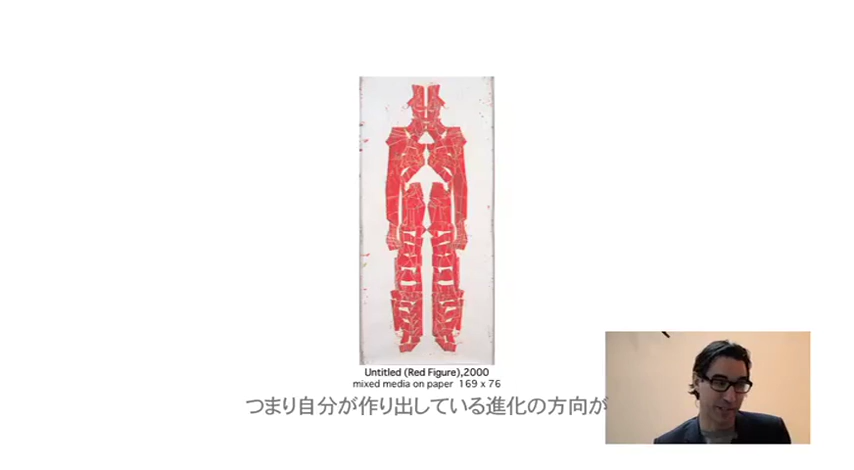 Untitled (Red Figure),2000
mixed media on paper 169 x 76
つまり自分が作り出している進化の方向が